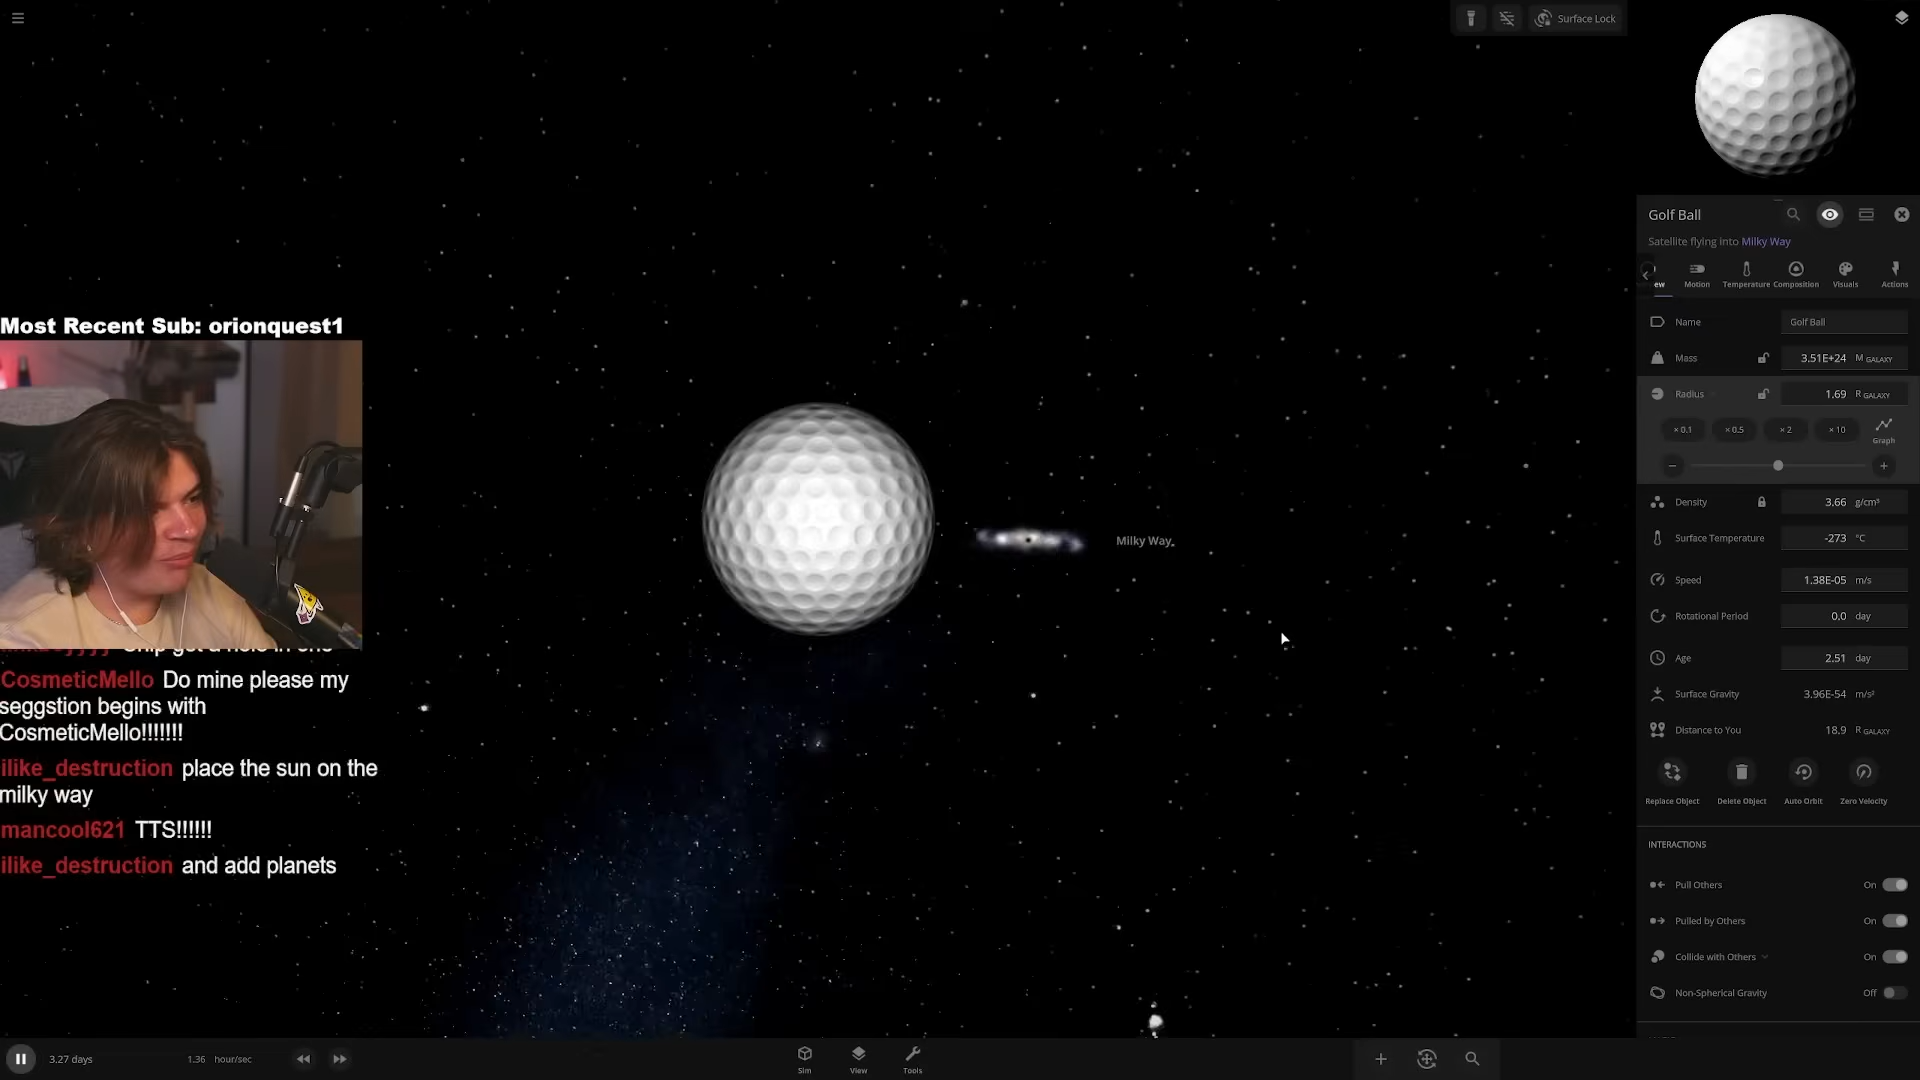 Surface Lock
Golf Ball
Satellite flying into Milky Way
Motion
Temperature
Composition
Visuals
Actions
Name
Golf Ball
Mass
3.51E+24 M GALAXY
Radius
1.69 R GALAXY
× 0.1
× 0.5
× 2
× 10
Graph
Density
3.66 g/cm³
Surface Temperature
-273 °C
Speed
1.38E-05 m/s
Rotational Period
0.0 day
Age
2.51 day
Surface Gravity
3.96E-54 m/s²
Distance to You
18.9 R GALAXY
Replace Object
Delete Object
Auto Orbit
Zero Velocity
INTERACTIONS
Pull Others
On
Pulled by Others
On
Collide with Others
On
Non-Spherical Gravity
Off
Milky Way
Most Recent Sub: orionquest1
CosmeticMello Do mine please my
seggstion begins with
CosmeticMello!!!!!!!
ilike_destruction place the sun on the
milky way
mancool621 TTS!!!!!!
ilike_destruction and add planets
3.27 days
1.36 hour/sec
Sim
View
Tools